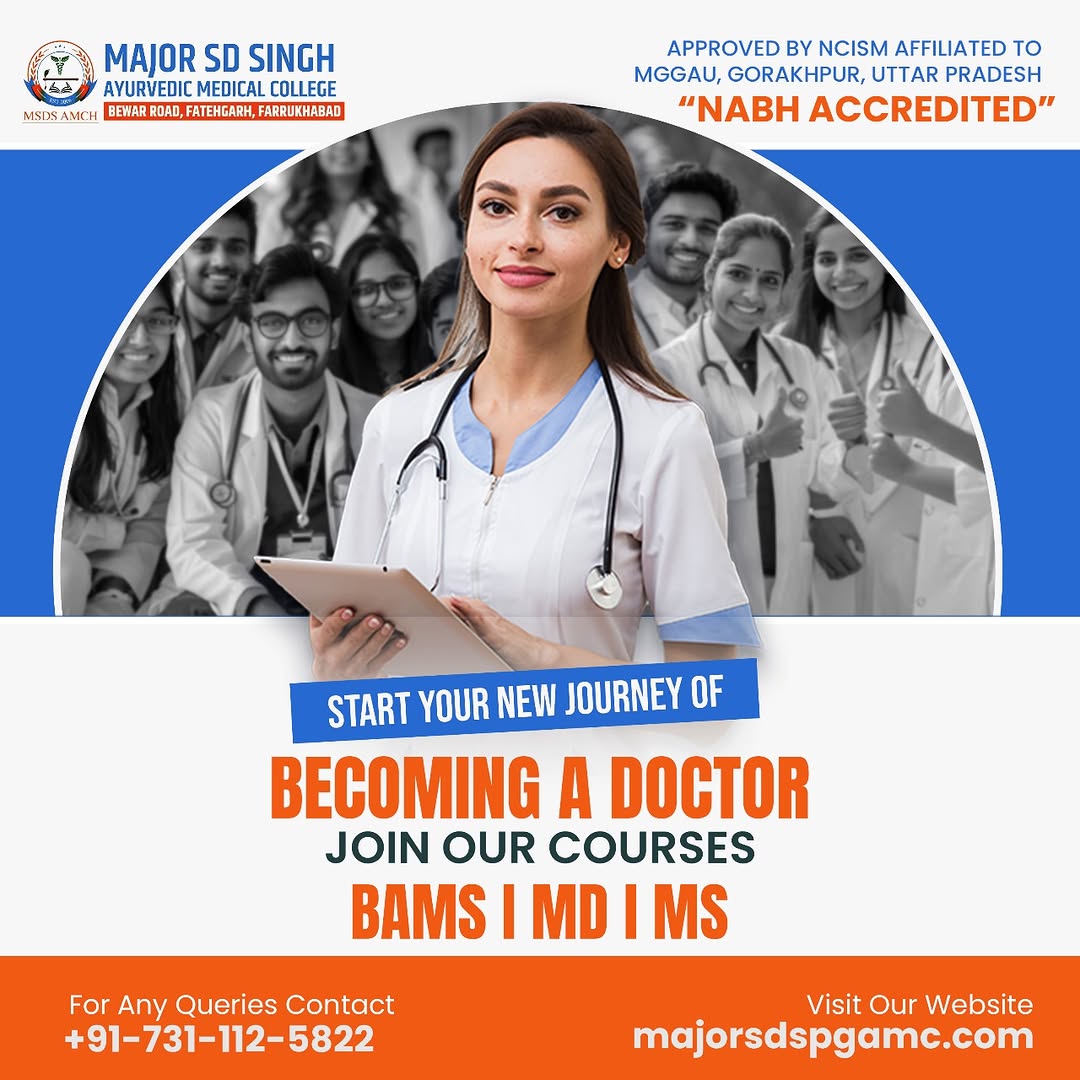 MAJOR SD SINGH
AYURVEDIC MEDICAL COLLEGE
MSDS AMCH
BEWAR ROAD, FATEHGARH, FARRUKHABAD
APPROVED BY NCISM AFFILIATED TO
MGGAU, GORAKHPUR, UTTAR PRADESH
“NABH ACCREDITED”
START YOUR NEW JOURNEY OF
BECOMING A DOCTOR
JOIN OUR COURSES
BAMS | MD | MS
For Any Queries Contact
+91-731-112-5822
Visit Our Website
majorsdspgamc.com